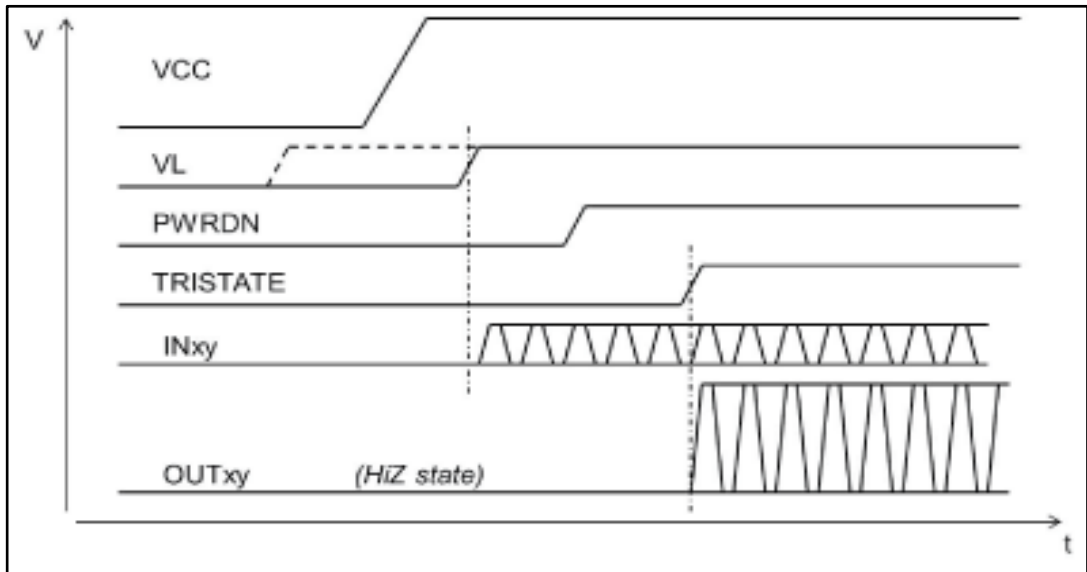 V
VCC
VL
PWRDN
TRISTATE
INxy
OUTxy (HiZ state)
t